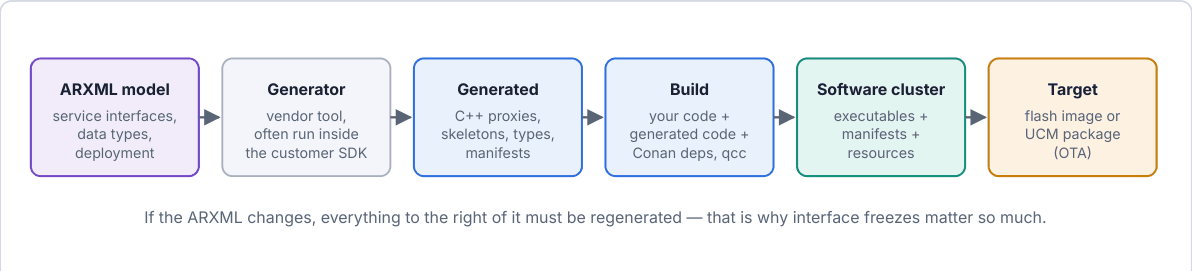 ARXML model
service interfaces,
data types,
deployment
Generator
vendor tool,
often run inside
the customer SDK
Generated
C++ proxies,
skeletons, types,
manifests
Build
your code +
generated code +
Conan deps, qcc
Software cluster
executables +
manifests +
resources
Target
flash image or
UCM package
(OTA)
If the ARXML changes, everything to the right of it must be regenerated — that is why interface freezes matter so much.